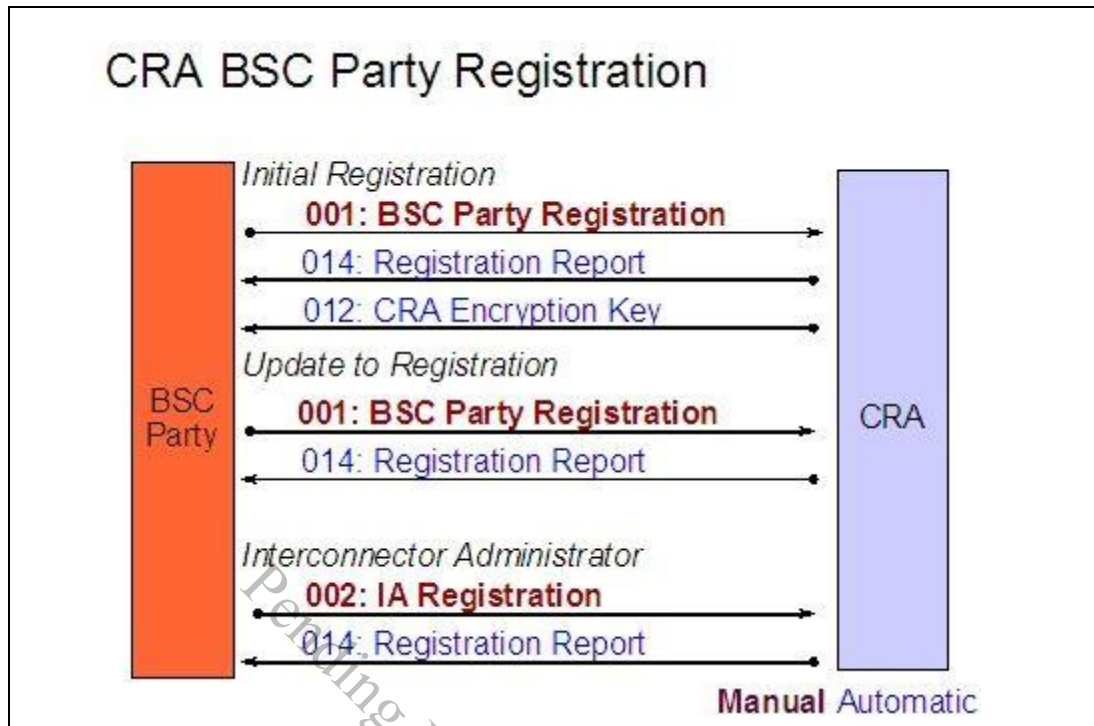 CRA BSC Party Registration
Initial Registration
001: BSC Party Registration
014: Registration Report
012: CRA Encryption Key
Update to Registration
001: BSC Party Registration
014: Registration Report
BSC
Party
CRA
Interconnector Administrator
002: IA Registration
014: Registration Report
Manual Automatic
Pending